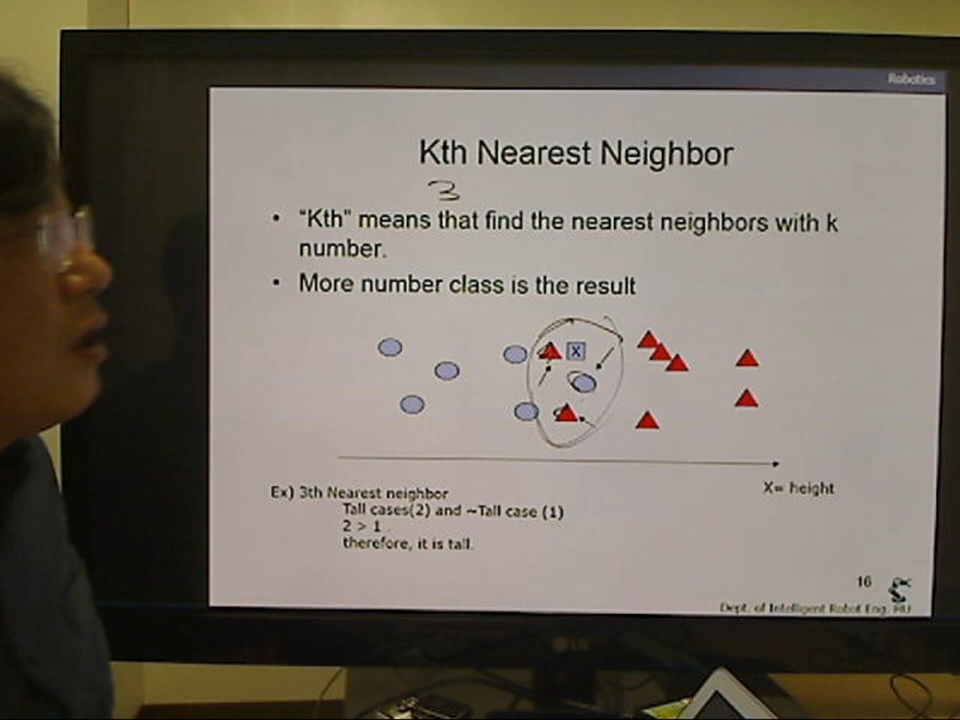 Robotics
Kth Nearest Neighbor
3
• "Kth" means that find the nearest neighbors with k
number.
• More number class is the result
X
X= height
Ex) 3th Nearest neighbor
Tall cases(2) and ~Tall case (1)
2 > 1 .
therefore, it is tall.
16
Dept. of Intelligent Robot Eng. HU
LG